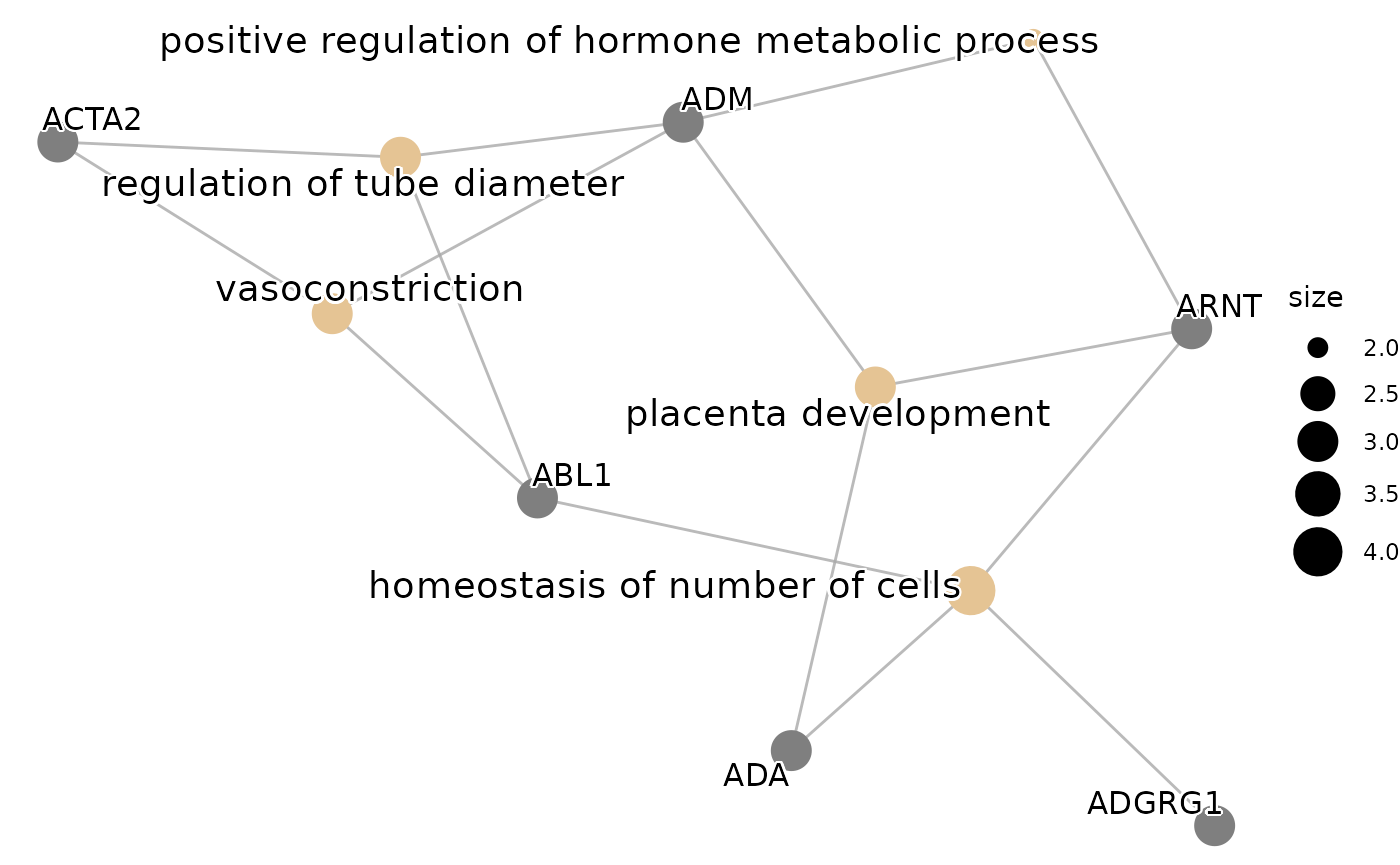 positive regulation of hormone metabolic process
ADM
ACTA2
regulation of tube diameter
vasoconstriction
ARNT
size
2.0
2.5
3.0
3.5
4.0
placenta development
ABL1
homeostasis of number of cells
ADA
ADGRG1